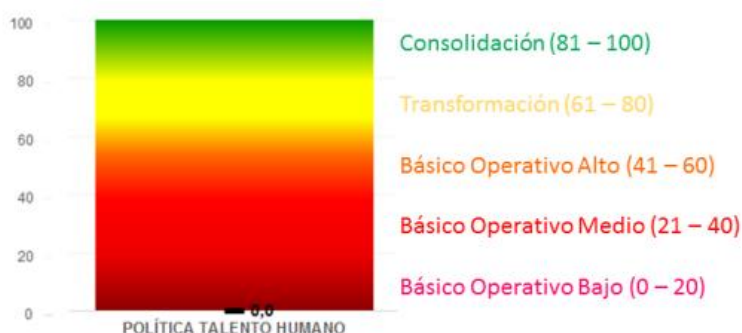 100
80
60
40
20
0
0,0
POLÍTICA TALENTO HUMANO
Consolidación (81 – 100)
Transformación (61 – 80)
Básico Operativo Alto (41 – 60)
Básico Operativo Medio (21 – 40)
Básico Operativo Bajo (0 – 20)